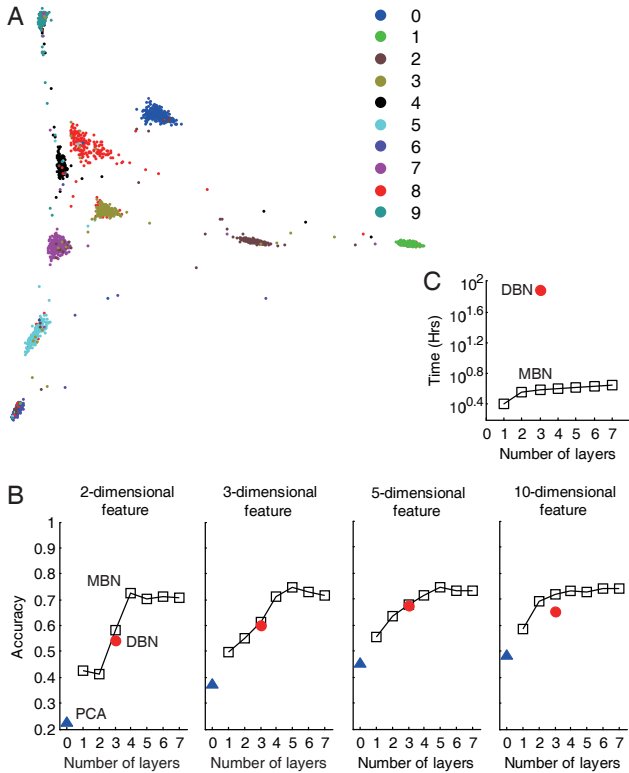 A
0
1
2
3
4
5
6
7
8
9
C
10^2
10^1.6
10^1.2
10^0.8
10^0.4
Time (Hrs)
DBN
MBN
0 1 2 3 4 5 6 7
Number of layers
B
2-dimensional feature
3-dimensional feature
5-dimensional feature
10-dimensional feature
1
0.9
0.8
0.7
0.6
0.5
0.4
0.3
0.2
Accuracy
MBN
DBN
PCA
0 1 2 3 4 5 6 7
0 1 2 3 4 5 6 7
0 1 2 3 4 5 6 7
0 1 2 3 4 5 6 7
Number of layers
Number of layers
Number of layers
Number of layers